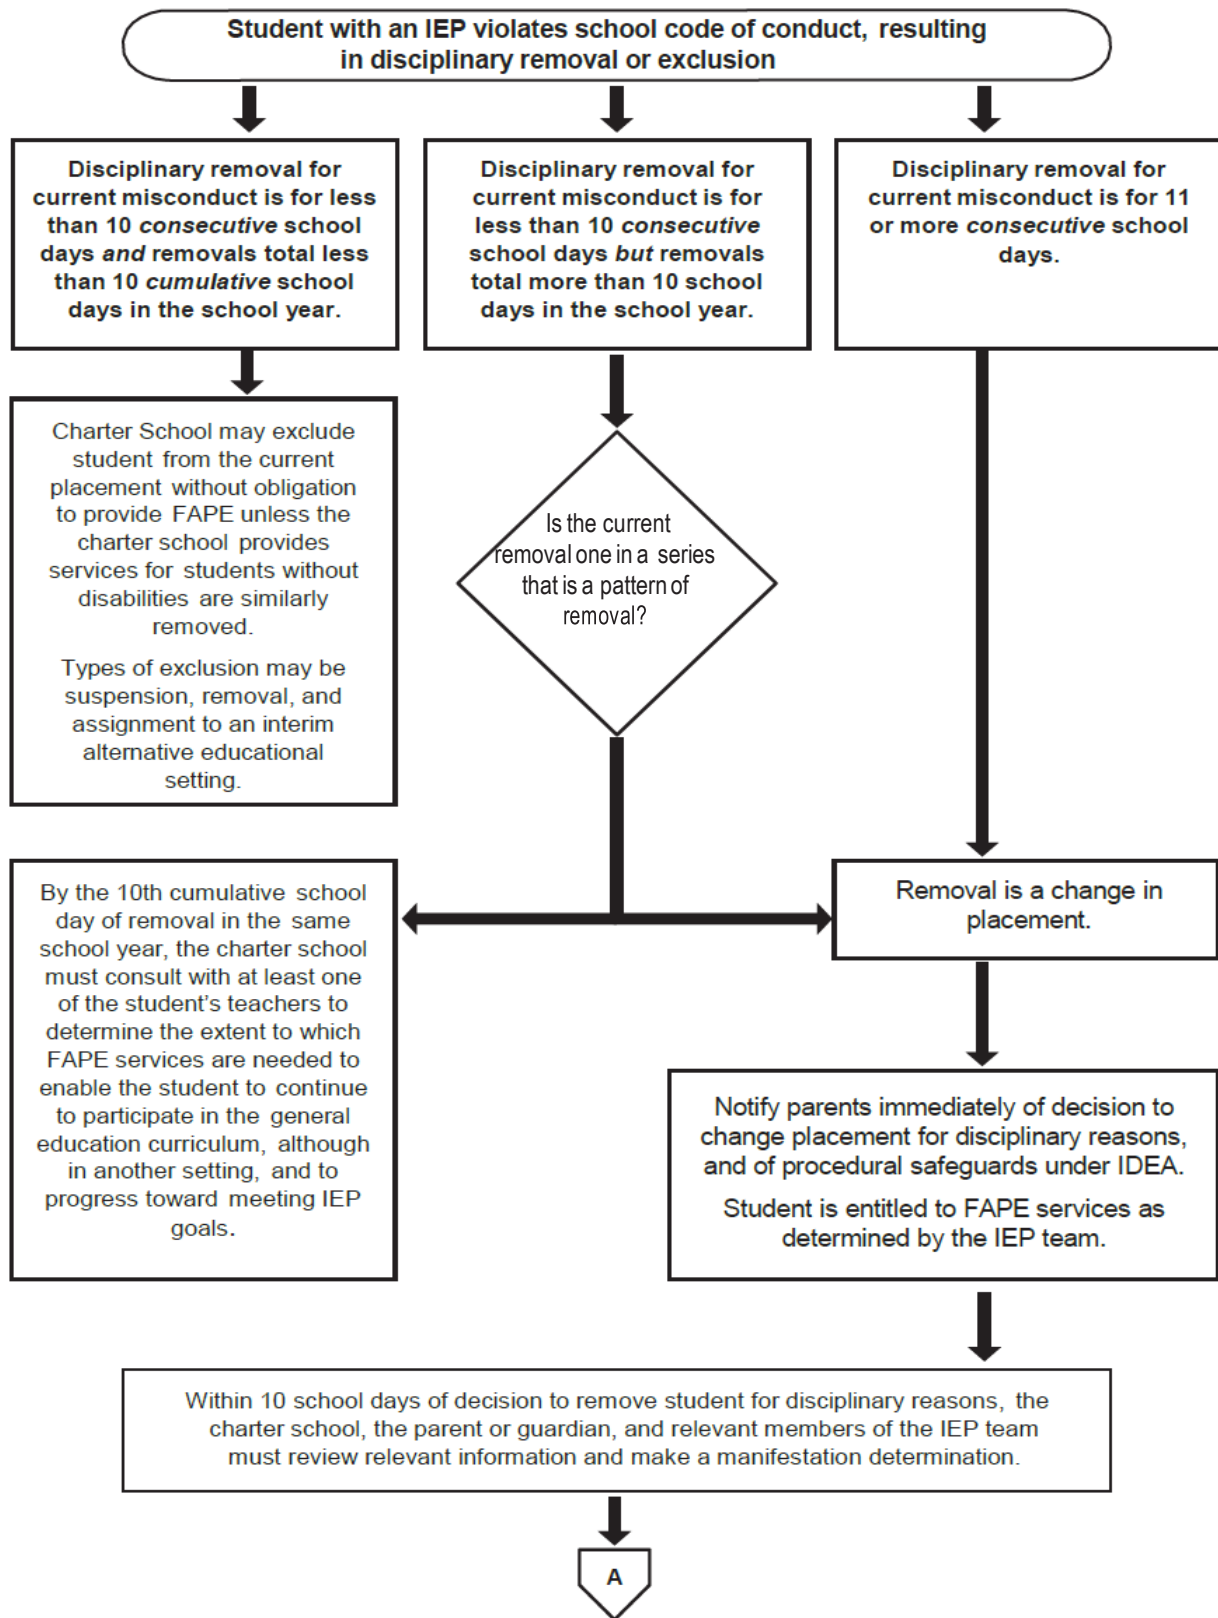 Student with an IEP violates school code of conduct, resulting
in disciplinary removal or exclusion
Disciplinary removal for
current misconduct is for less
than 10 consecutive school
days and removals total less
than 10 cumulative school
days in the school year.
Disciplinary removal for
current misconduct is for
less than 10 consecutive
school days but removals
total more than 10 school
days in the school year.
Disciplinary removal for
current misconduct is for 11
or more consecutive school
days.
Charter School may exclude
student from the current
placement without obligation
to provide FAPE unless the
charter school provides
services for students without
disabilities are similarly
removed.
Types of exclusion may be
suspension, removal, and
assignment to an interim
alternative educational
setting.
Is the current
removal one in a series
that is a pattern of
removal?
By the 10th cumulative school
day of removal in the same
school year, the charter school
must consult with at least one
of the student's teachers to
determine the extent to which
FAPE services are needed to
enable the student to continue
to participate in the general
education curriculum, although
in another setting, and to
progress toward meeting IEP
goals.
Removal is a change in
placement.
Notify parents immediately of decision to
change placement for disciplinary reasons,
and of procedural safeguards under IDEA.
Student is entitled to FAPE services as
determined by the IEP team.
Within 10 school days of decision to remove student for disciplinary reasons, the
charter school, the parent or guardian, and relevant members of the IEP team
must review relevant information and make a manifestation determination.
A